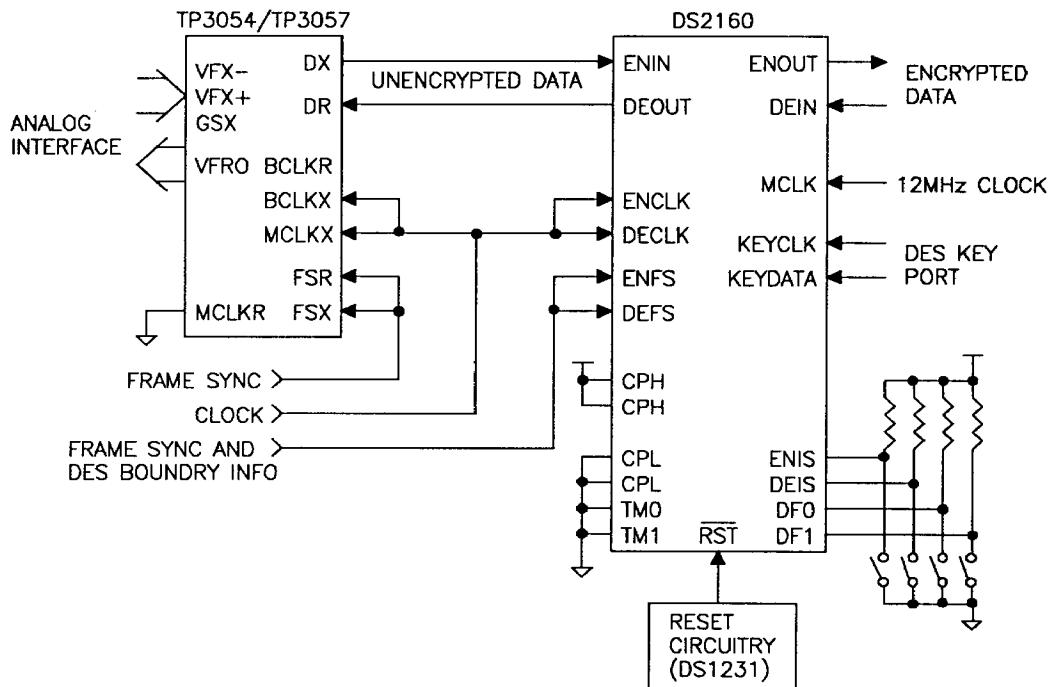 TP3054/TP3057
DS2160
VFX-
VFX+
GSX
VFRO
MCLKR
DX
DR
BCLKR
BCLKX
MCLKX
FSR
FSX
ANALOG
INTERFACE
UNENCRYPTED DATA
ENIN
DEOUT
ENCLK
DECLK
ENFS
DEFS
CPH
CPH
CPL
CPL
TM0
TM1
RST
ENOUT
DEIN
MCLK
KEYCLK
KEYDATA
ENIS
DEIS
DF0
DF1
ENCRYPTED
DATA
12MHz CLOCK
DES KEY
PORT
FRAME SYNC
CLOCK
FRAME SYNC AND
DES BOUNDRY INFO
RESET
CIRCUITRY
(DS1231)